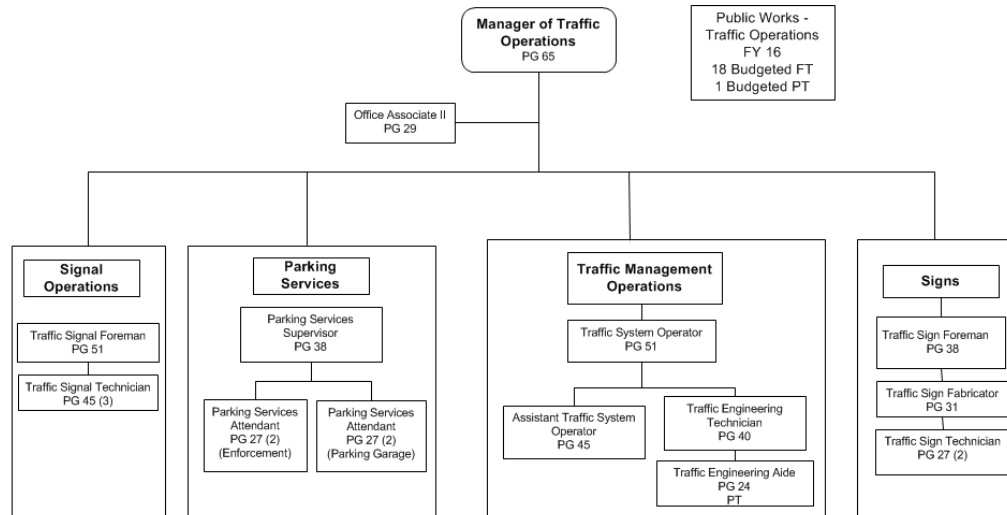 Manager of Traffic
Operations
PG 65
Public Works -
Traffic Operations
FY 16
18 Budgeted FT
1 Budgeted PT
Office Associate II
PG 29
Signal
Operations
Traffic Signal Foreman
PG 51
Traffic Signal Technician
PG 45 (3)
Parking
Services
Parking Services
Supervisor
PG 38
Parking Services
Attendant
PG 27 (2)
(Enforcement)
Parking Services
Attendant
PG 27 (2)
(Parking Garage)
Traffic Management
Operations
Traffic System Operator
PG 51
Assistant Traffic System
Operator
PG 45
Traffic Engineering
Technician
PG 40
Traffic Engineering Aide
PG 24
PT
Signs
Traffic Sign Foreman
PG 38
Traffic Sign Fabricator
PG 31
Traffic Sign Technician
PG 27 (2)